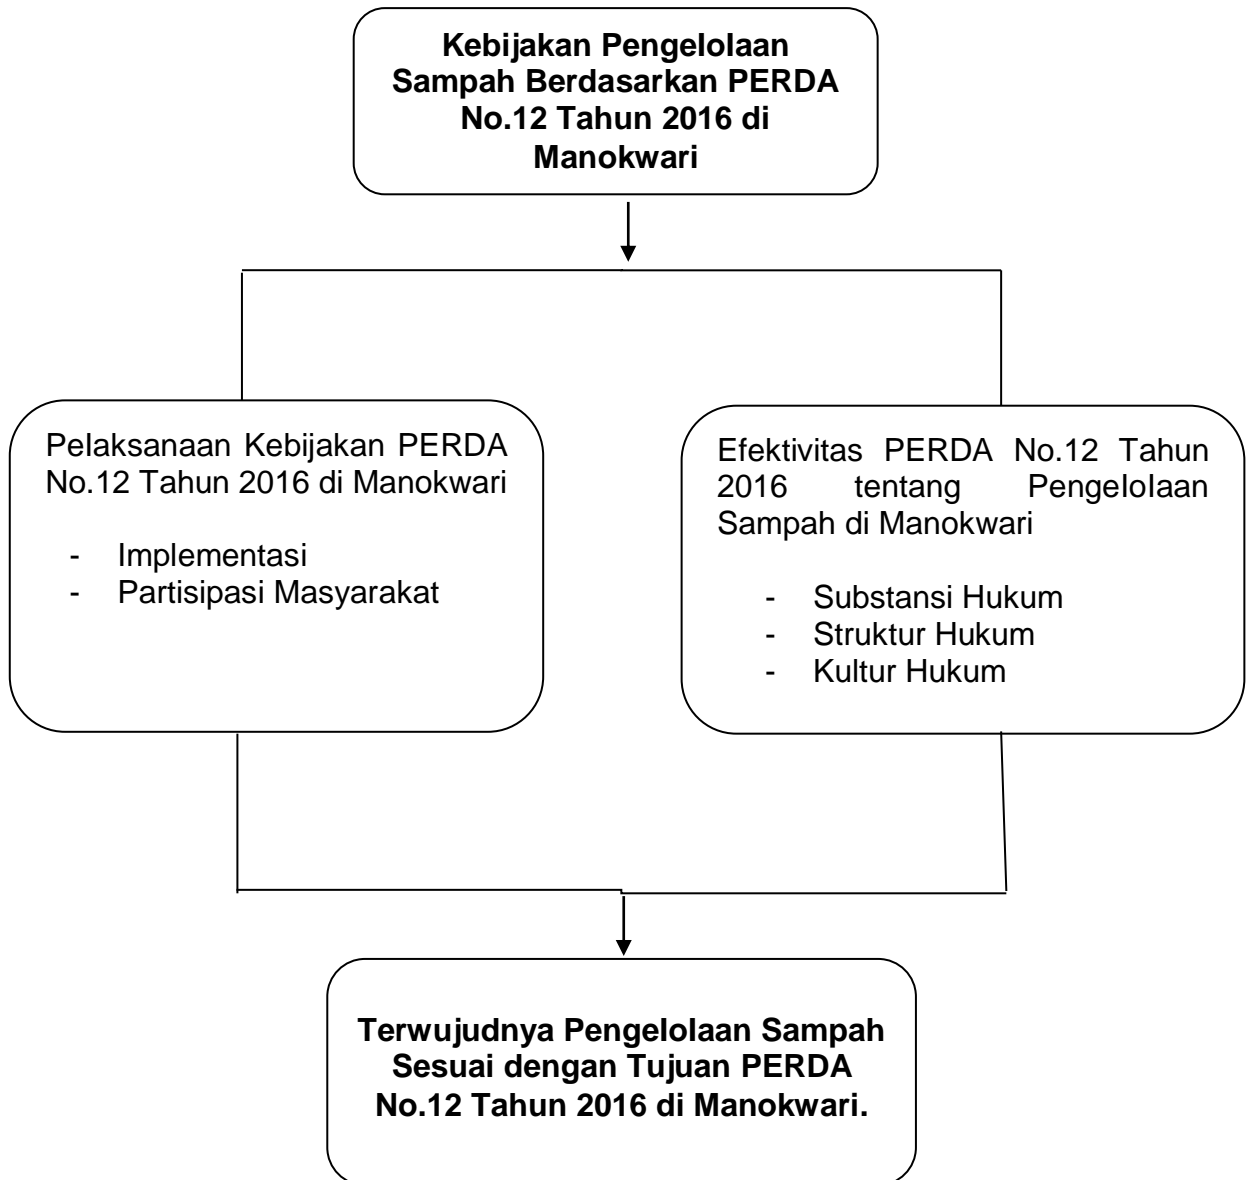 Kebijakan Pengelolaan
Sampah Berdasarkan PERDA
No.12 Tahun 2016 di
Manokwari
Pelaksanaan Kebijakan PERDA
No.12 Tahun 2016 di Manokwari
- Implementasi
- Partisipasi Masyarakat
Efektivitas PERDA No.12 Tahun
2016 tentang Pengelolaan
Sampah di Manokwari
- Substansi Hukum
- Struktur Hukum
- Kultur Hukum
Terwujudnya Pengelolaan Sampah
Sesuai dengan Tujuan PERDA
No.12 Tahun 2016 di Manokwari.